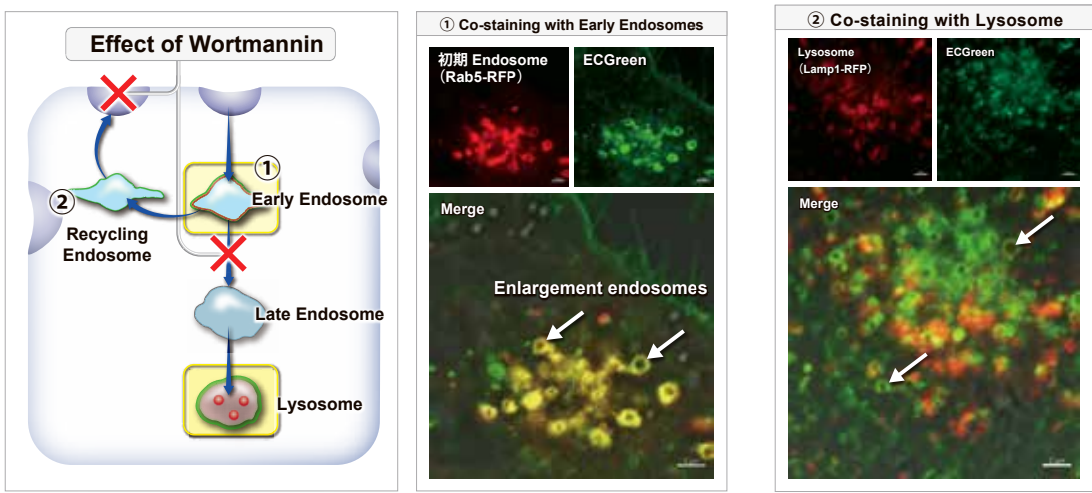 Effect of Wortmannin
①
Early Endosome
②
Recycling
Endosome
Late Endosome
Lysosome
① Co-staining with Early Endosomes
初期 Endosome
（Rab5-RFP）
ECGreen
Merge
Enlargement endosomes
② Co-staining with Lysosome
Lysosome
（Lamp1-RFP）
ECGreen
Merge